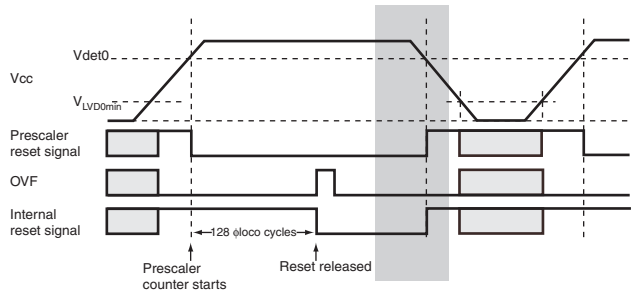 Vdet0
Vcc
VLVD0min
Prescaler
reset signal
OVF
Internal
reset signal
128 φloco cycles
Prescaler
counter starts
Reset released